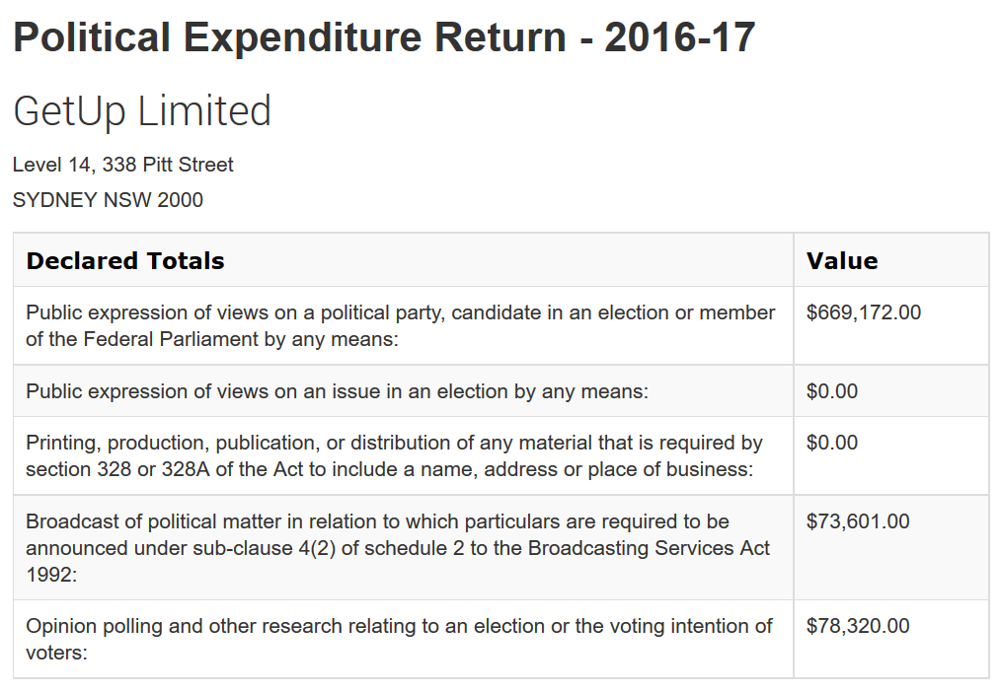 Political Expenditure Return - 2016-17
GetUp Limited
Level 14, 338 Pitt Street
SYDNEY NSW 2000
Declared Totals Value
Public expression of views on a political party, candidate in an election or member $669,172.00
of the Federal Parliament by any means:
Public expression of views on an issue in an election by any means: $0.00
Printing, production, publication, or distribution of any material that is required by $0.00
section 328 or 328A of the Act to include a name, address or place of business:
Broadcast of political matter in relation to which particulars are required to be $73,601.00
announced under sub-clause 4(2) of schedule 2 to the Broadcasting Services Act
1992:
Opinion polling and other research relating to an election or the voting intention of $78,320.00
voters: